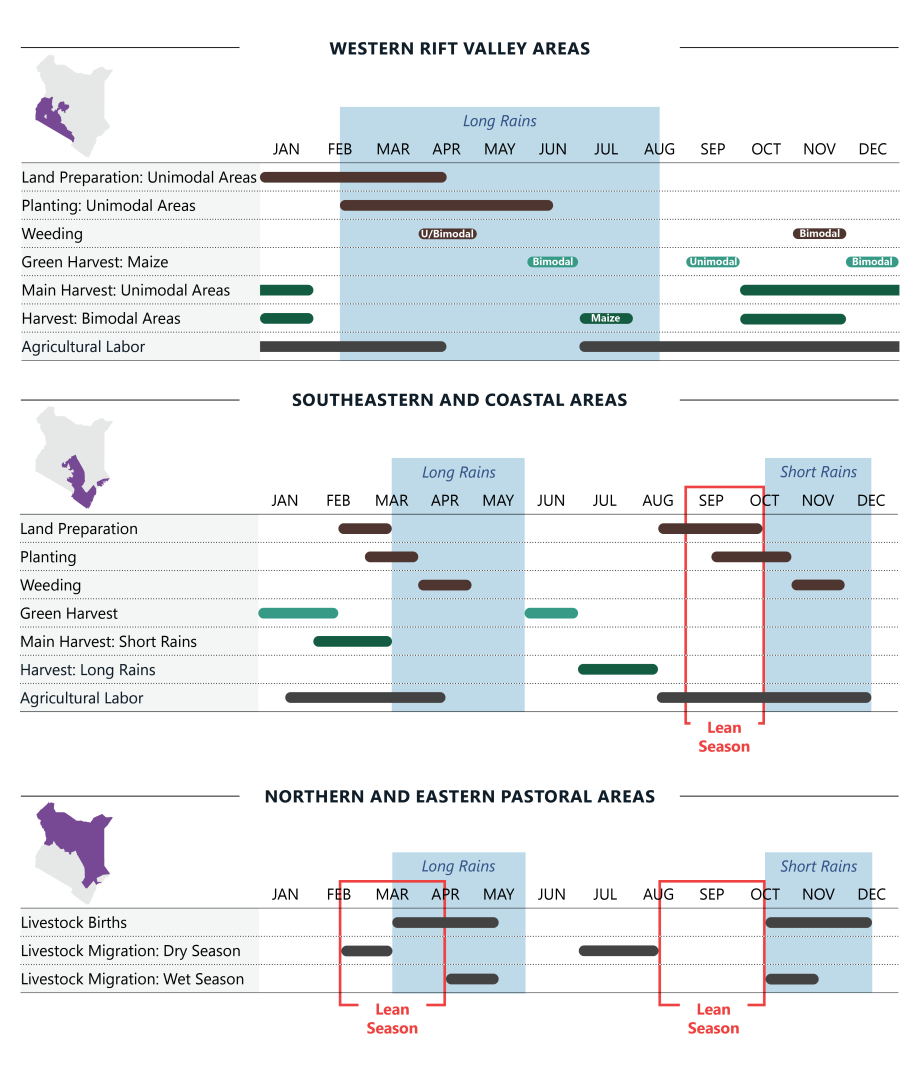 WESTERN RIFT VALLEY AREAS
Long Rains
JAN FEB MAR APR MAY JUN JUL AUG SEP OCT NOV DEC
Land Preparation: Unimodal Areas
Planting: Unimodal Areas
Weeding U/Bimodal Bimodal
Green Harvest: Maize Bimodal Unimodal Bimodal
Main Harvest: Unimodal Areas
Harvest: Bimodal Areas Maize
Agricultural Labor
SOUTHEASTERN AND COASTAL AREAS
Long Rains Short Rains
JAN FEB MAR APR MAY JUN JUL AUG SEP OCT NOV DEC
Land Preparation
Planting
Weeding
Green Harvest
Main Harvest: Short Rains
Harvest: Long Rains
Agricultural Labor
Lean
Season
NORTHERN AND EASTERN PASTORAL AREAS
Long Rains Short Rains
JAN FEB MAR APR MAY JUN JUL AUG SEP OCT NOV DEC
Livestock Births
Livestock Migration: Dry Season
Livestock Migration: Wet Season
Lean Lean
Season Season